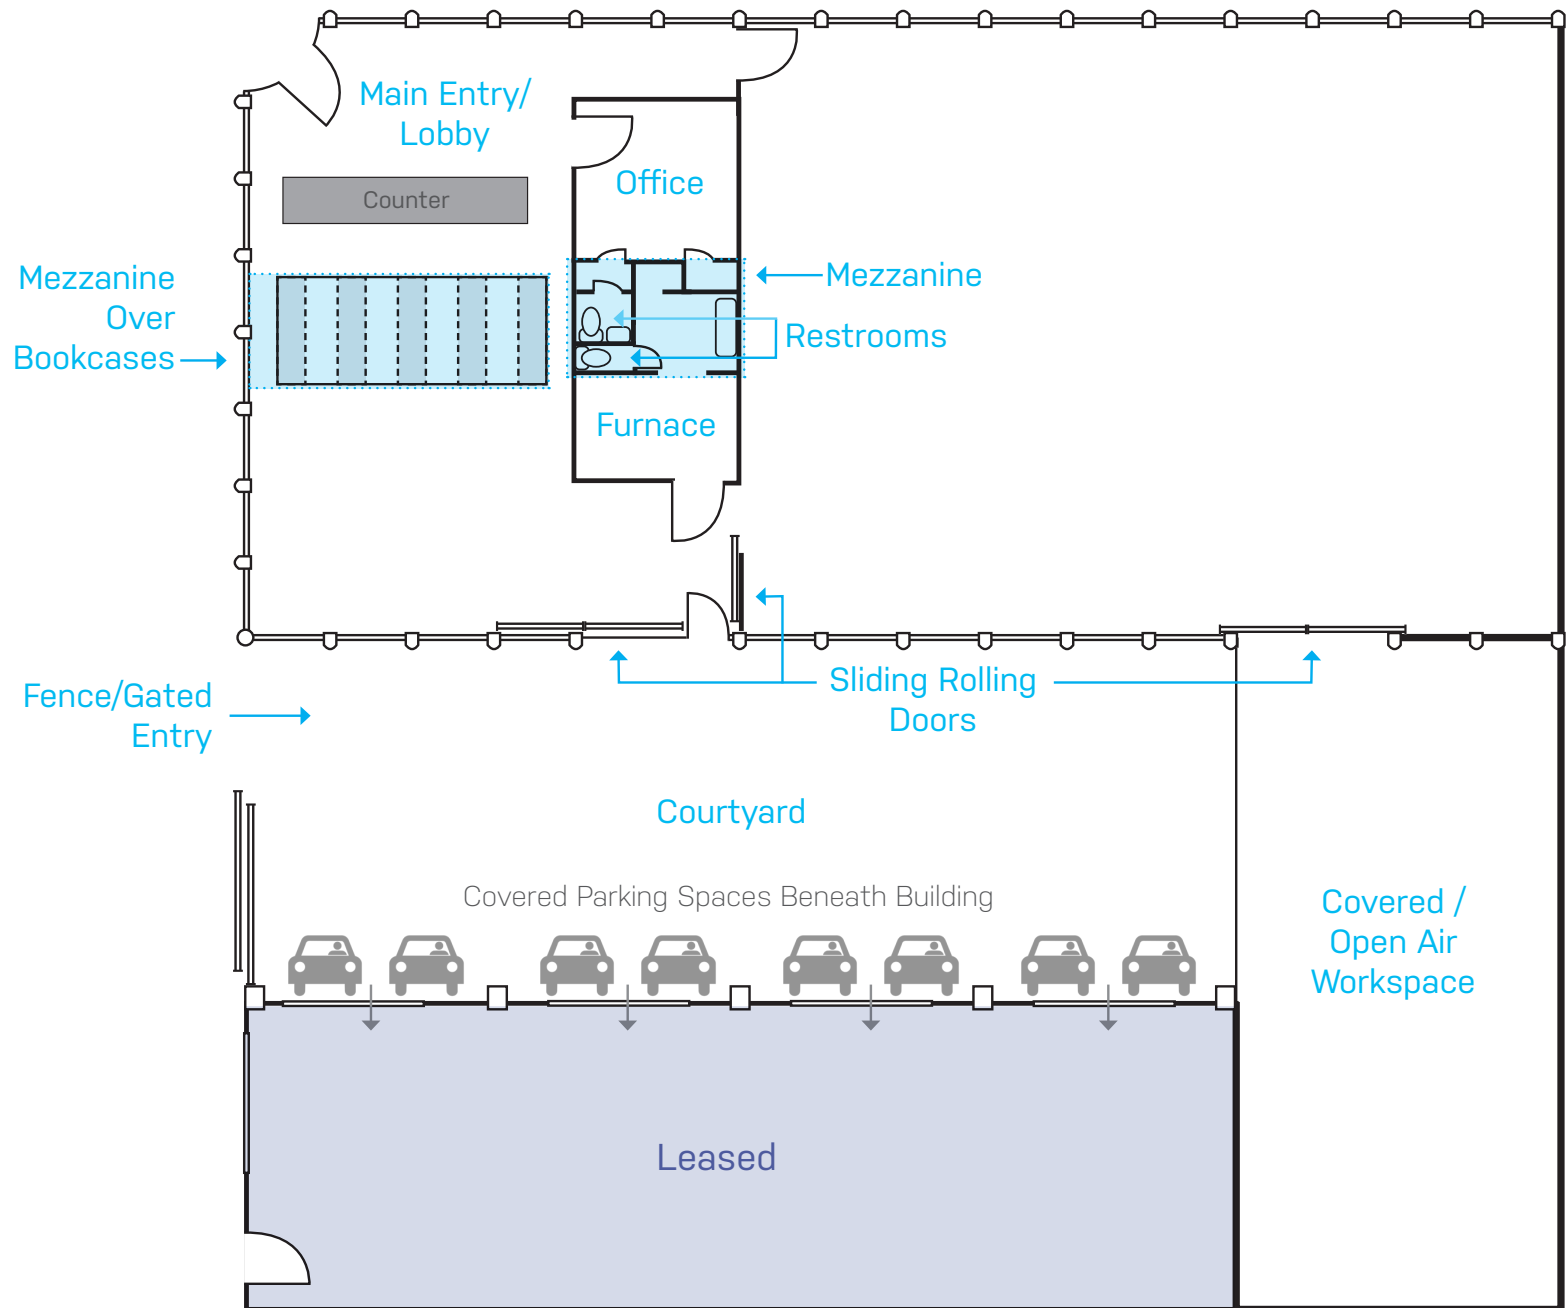 Main Entry/
Lobby
Counter
Office
Mezzanine
Over
Bookcases
Mezzanine
Restrooms
Furnace
Sliding Rolling
Doors
Fence/Gated
Entry
Courtyard
Covered Parking Spaces Beneath Building
Covered /
Open Air
Workspace
Leased